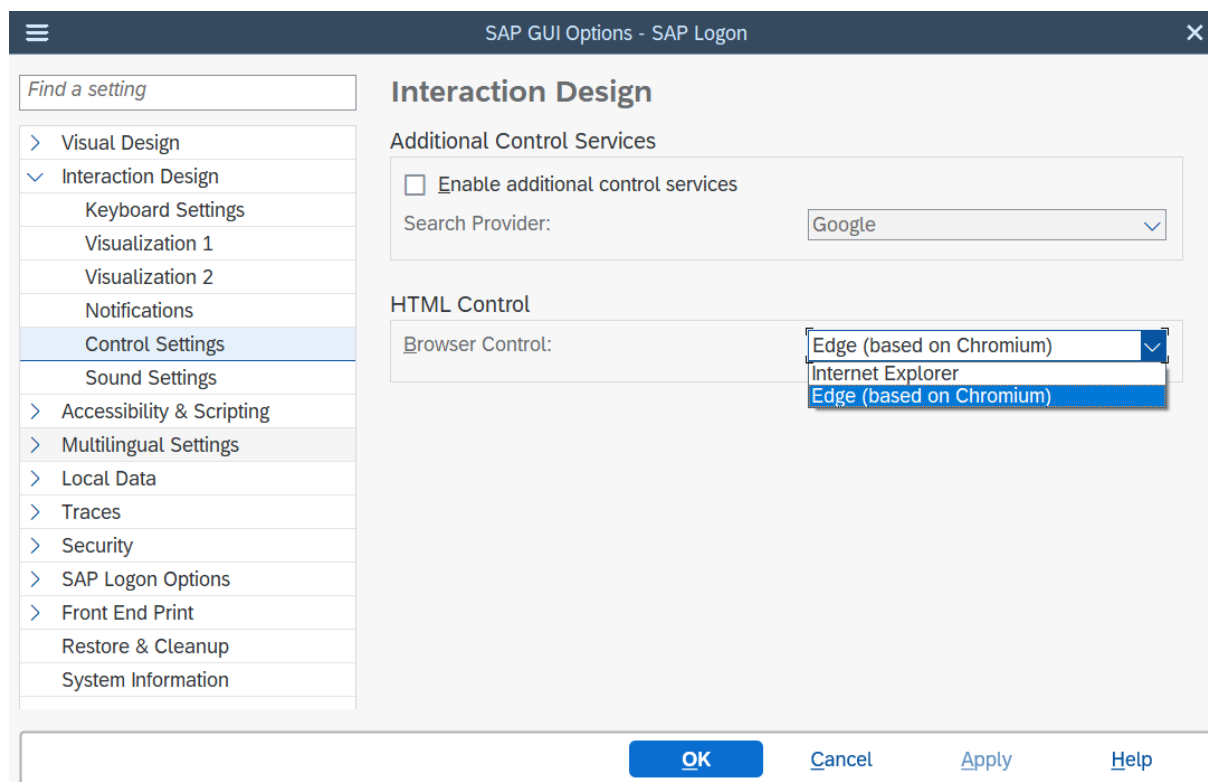 SAP GUI Options - SAP Logon
Find a setting
Visual Design
Interaction Design
Keyboard Settings
Visualization 1
Visualization 2
Notifications
Control Settings
Sound Settings
Accessibility & Scripting
Multilingual Settings
Local Data
Traces
Security
SAP Logon Options
Front End Print
Restore & Cleanup
System Information
Interaction Design
Additional Control Services
Enable additional control services
Search Provider: Google
HTML Control
Browser Control: Edge (based on Chromium)
Internet Explorer
Edge (based on Chromium)
OK Cancel Apply Help